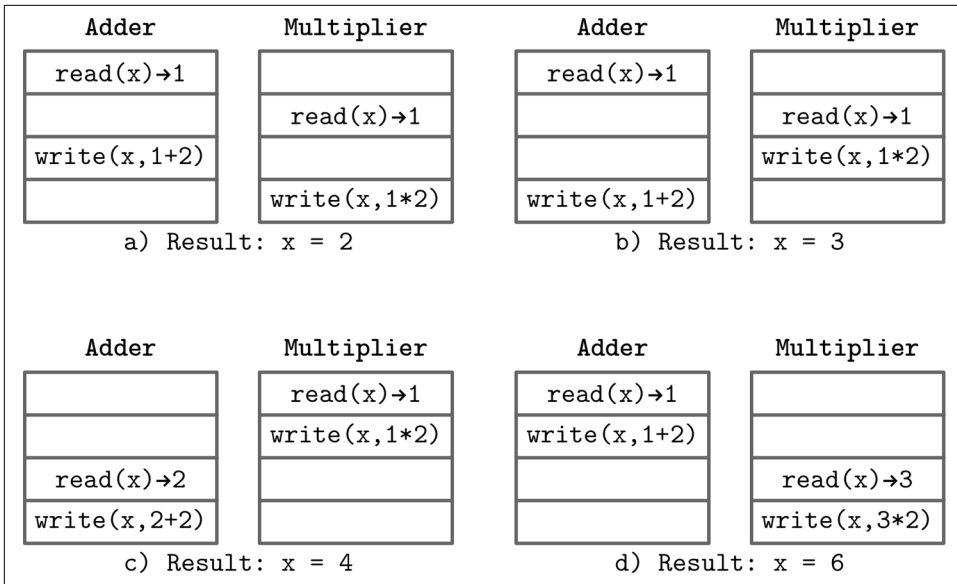 Adder Multiplier Adder Multiplier
read(x)→1 read(x)→1
read(x)→1 read(x)→1
write(x,1+2) write(x,1*2)
write(x,1*2) write(x,1+2)
a) Result: x = 2 b) Result: x = 3
Adder Multiplier Adder Multiplier
read(x)→1 read(x)→1
write(x,1*2) write(x,1+2)
read(x)→2 read(x)→3
write(x,2+2) write(x,3*2)
c) Result: x = 4 d) Result: x = 6